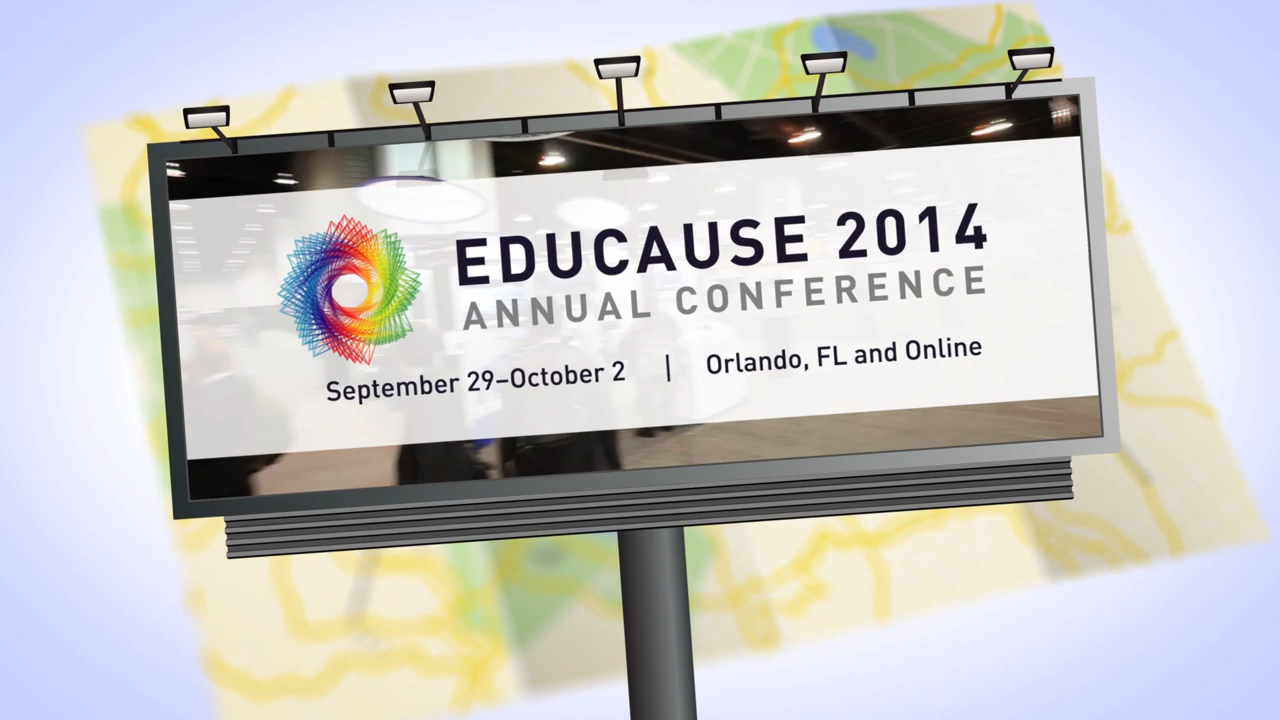 EDUCAUSE 2014
ANNUAL CONFERENCE
September 29–October 2 | Orlando, FL and Online